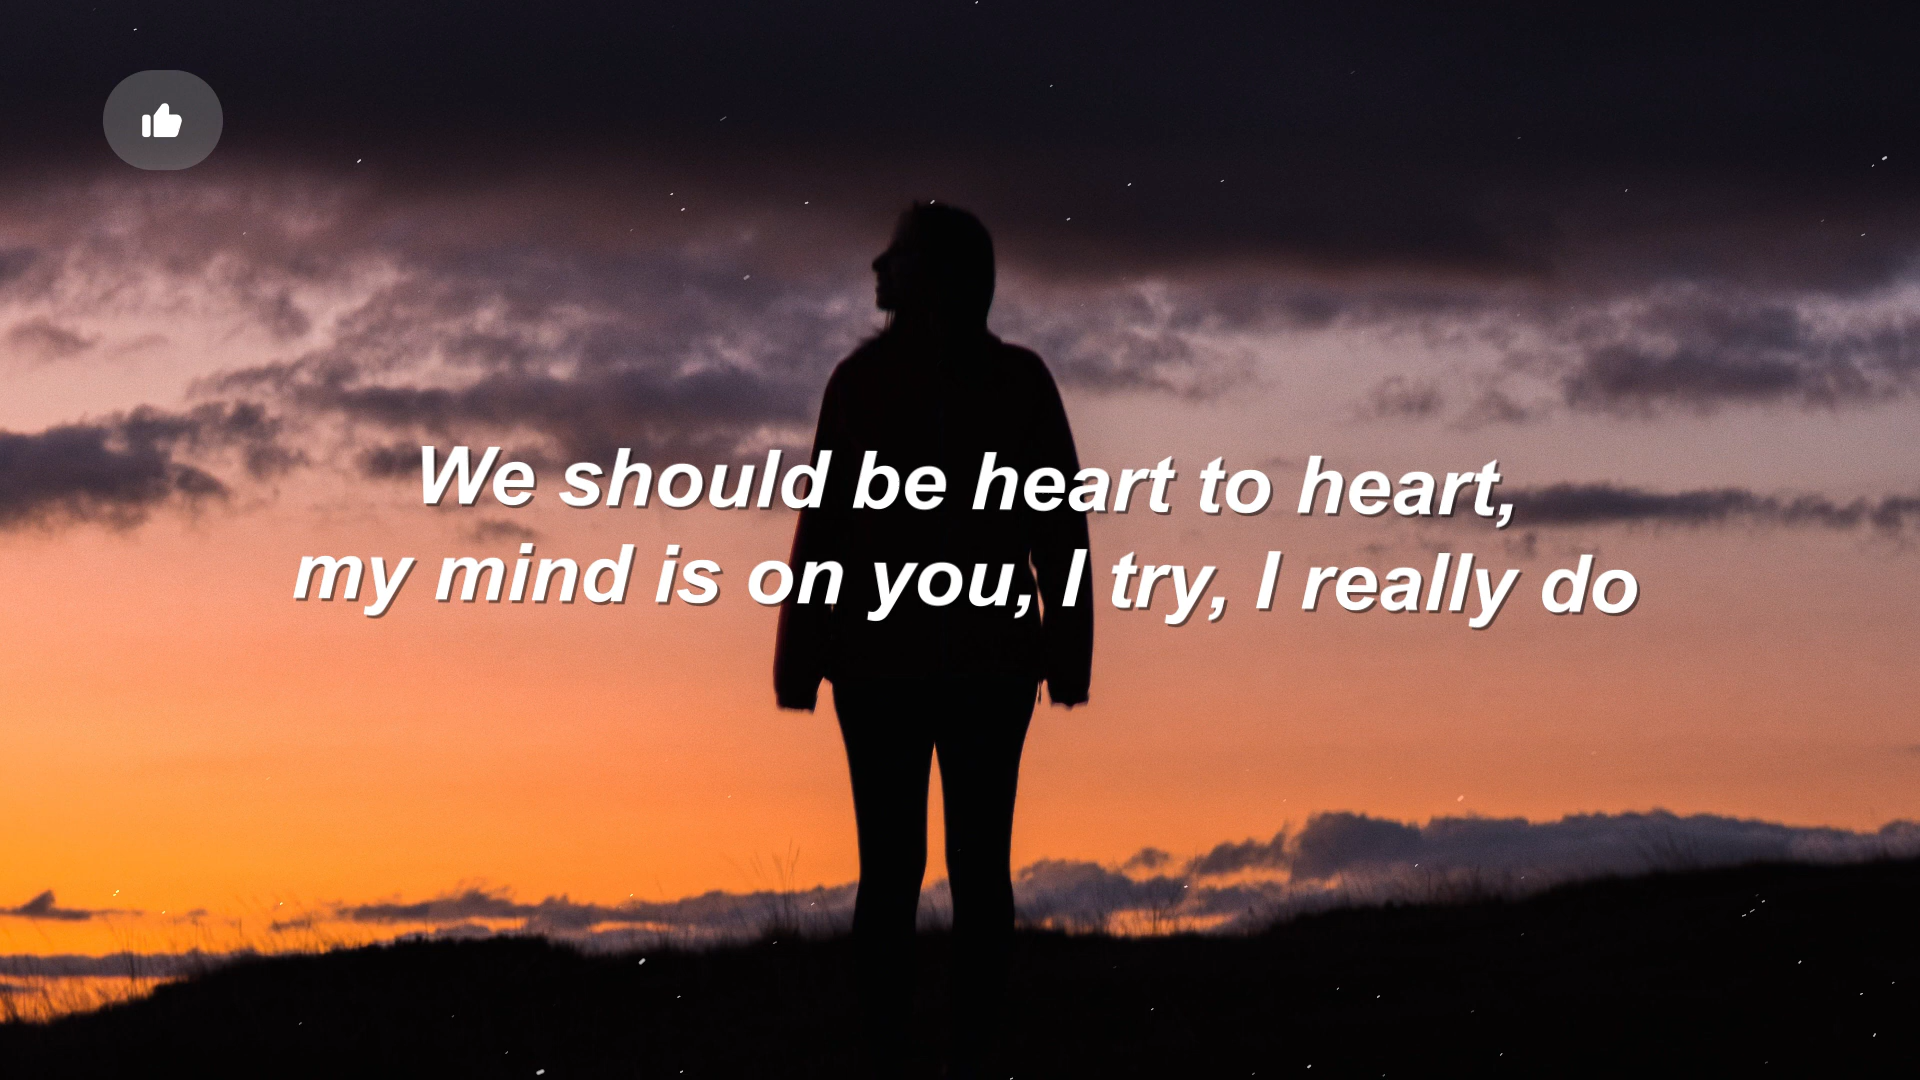 We should be heart to heart,
my mind is on you, I try, I really do